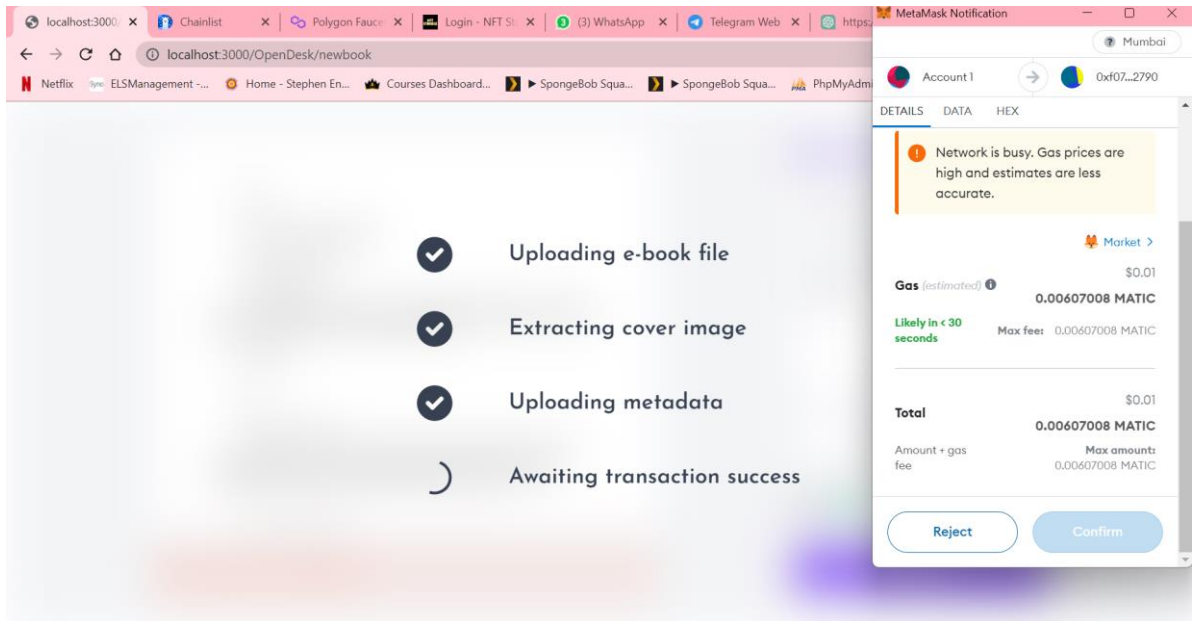 localhost:3000/ Chainlist Polygon Fauce Login - NFT St (3) WhatsApp Telegram Web https:/
localhost:3000/OpenDesk/newbook
Netflix Sync ELSManagement -... Home - Stephen En... Courses Dashboard... ▶ SpongeBob Squa... ▶ SpongeBob Squa... PhpMyAdmi
Uploading e-book file
Extracting cover image
Uploading metadata
Awaiting transaction success
MetaMask Notification
? Mumbai
Account 1 0xf07...2790
DETAILS DATA HEX
Network is busy. Gas prices are
high and estimates are less
accurate.
Market >
$0.01
Gas (estimated)
0.00607008 MATIC
Likely in < 30
seconds
Max fee: 0.00607008 MATIC
$0.01
Total
0.00607008 MATIC
Amount + gas
fee
Max amount:
0.00607008 MATIC
Reject Confirm